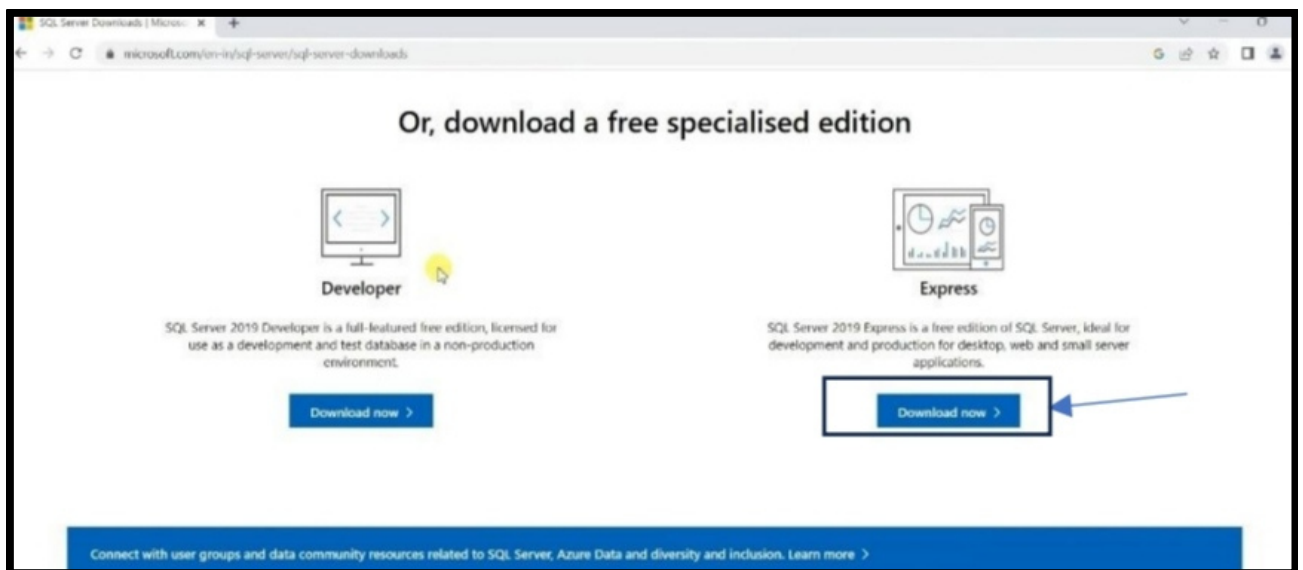 SQL Server Downloads | Micros
microsoft.com/en-in/sql-server/sql-server-downloads
Or, download a free specialised edition
Developer
SQL Server 2019 Developer is a full-featured free edition, licensed for
use as a development and test database in a non-production
environment.
Download now >
Express
SQL Server 2019 Express is a free edition of SQL Server, ideal for
development and production for desktop, web and small server
applications.
Download now >
Connect with user groups and data community resources related to SQL Server, Azure Data and diversity and inclusion. Learn more >